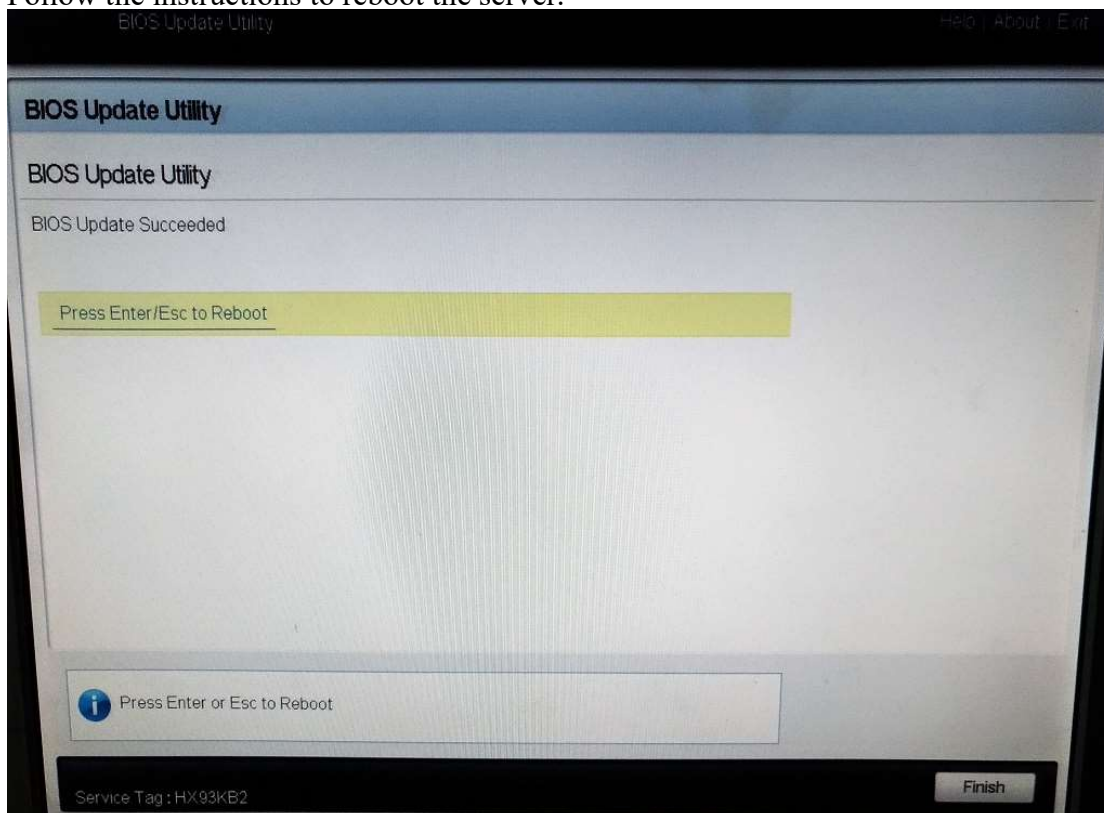 Follow the instructions to reboot the server.
BIOS Update Utility
Help | About | Exit
BIOS Update Utility
BIOS Update Utility
BIOS Update Succeeded
Press Enter/Esc to Reboot
Press Enter or Esc to Reboot
Service Tag : HX93KB2
Finish